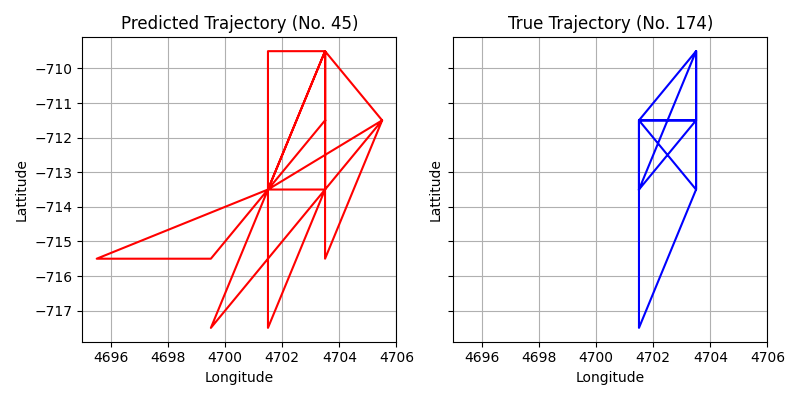 Predicted Trajectory (No. 45)
True Trajectory (No. 174)
−710
−711
−712
−713
−714
−715
−716
−717
Lattitude
Lattitude
4696 4698 4700 4702 4704 4706
4696 4698 4700 4702 4704 4706
Longitude
Longitude